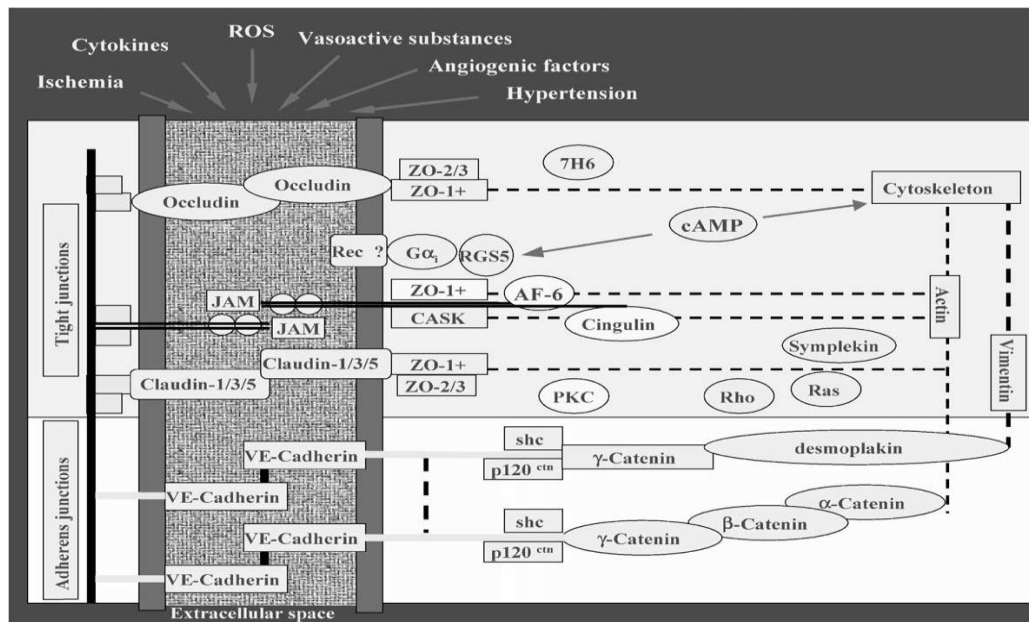 ROS
Cytokines
Vasoactive substances
Ischemia
Angiogenic factors
Hypertension
Tight junctions
Occludin
Occludin
ZO-2/3
ZO-1+
7H6
Cytoskeleton
cAMP
Rec ?
Gαi
RGS5
JAM
JAM
ZO-1+
AF-6
CASK
Cingulin
Actin
Vimentin
Symplekin
Claudin-1/3/5
Claudin-1/3/5
ZO-1+
ZO-2/3
PKC
Rho
Ras
Adherens junctions
VE-Cadherin
shc
p120 ctn
γ-Catenin
desmoplakin
VE-Cadherin
VE-Cadherin
shc
p120 ctn
γ-Catenin
β-Catenin
α-Catenin
VE-Cadherin
Extracellular space